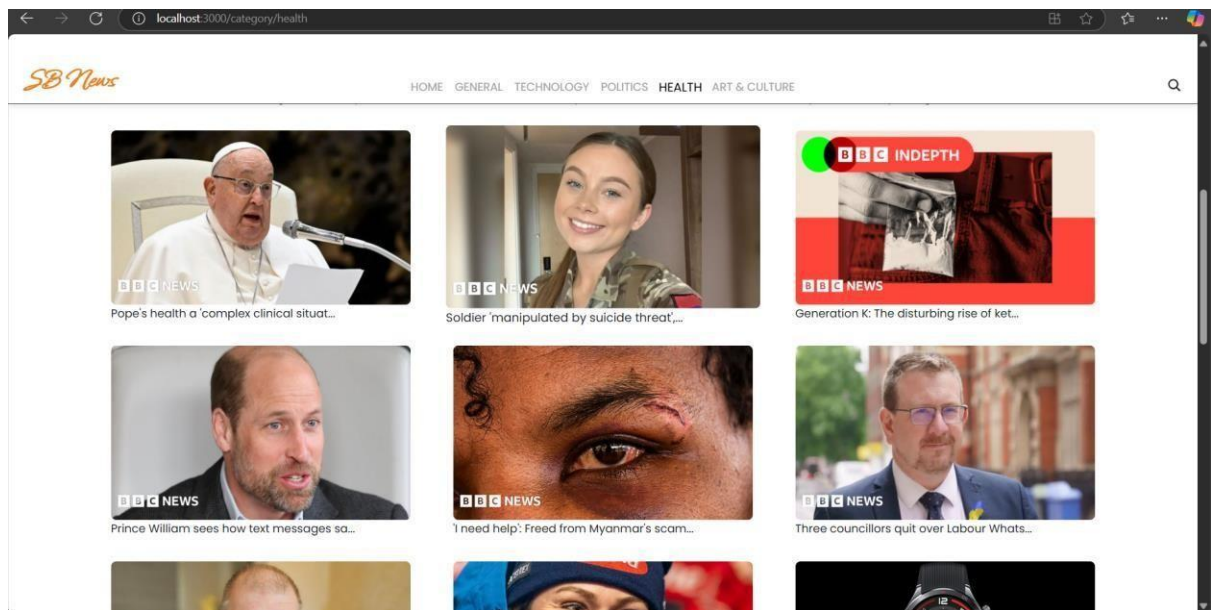 localhost:3000/category/health
SB News
HOME GENERAL TECHNOLOGY POLITICS HEALTH ART & CULTURE
BBC INDEPTH
BBC NEWS
BBC NEWS
BBC NEWS
Pope's health a 'complex clinical situat...
Soldier 'manipulated by suicide threat',...
Generation K: The disturbing rise of ket...
BBC NEWS
BBC NEWS
BBC NEWS
Prince William sees how text messages sa...
'I need help': Freed from Myanmar's scam...
Three councillors quit over Labour Whats...
12